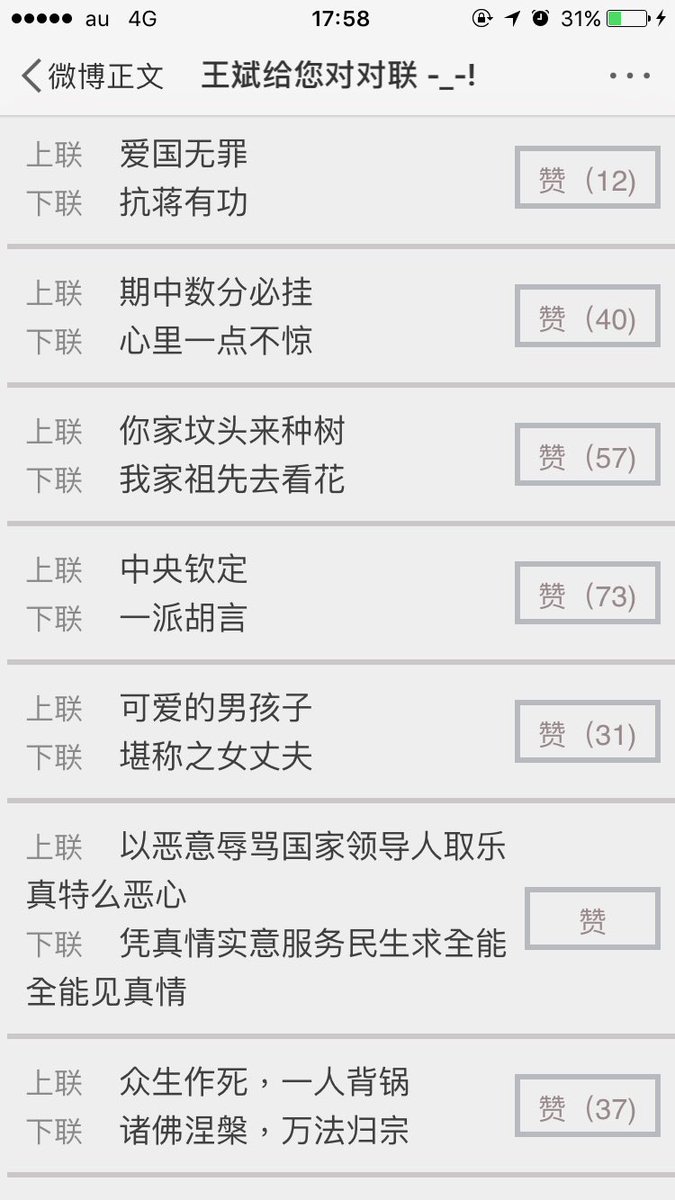 au 4G 17:58 31%
微博正文 王斌给您对对联 -_-!
上联 爱国无罪
下联 抗蒋有功
赞 (12)
上联 期中数分必挂
下联 心里一点不惊
赞 (40)
上联 你家坟头来种树
下联 我家祖先去看花
赞 (57)
上联 中央钦定
下联 一派胡言
赞 (73)
上联 可爱的男孩子
下联 堪称之女丈夫
赞 (31)
上联 以恶意辱骂国家领导人取乐
真特么恶心
下联 凭真情实意服务民生求全能
全能见真情
赞
上联 众生作死，一人背锅
下联 诸佛涅槃，万法归宗
赞 (37)